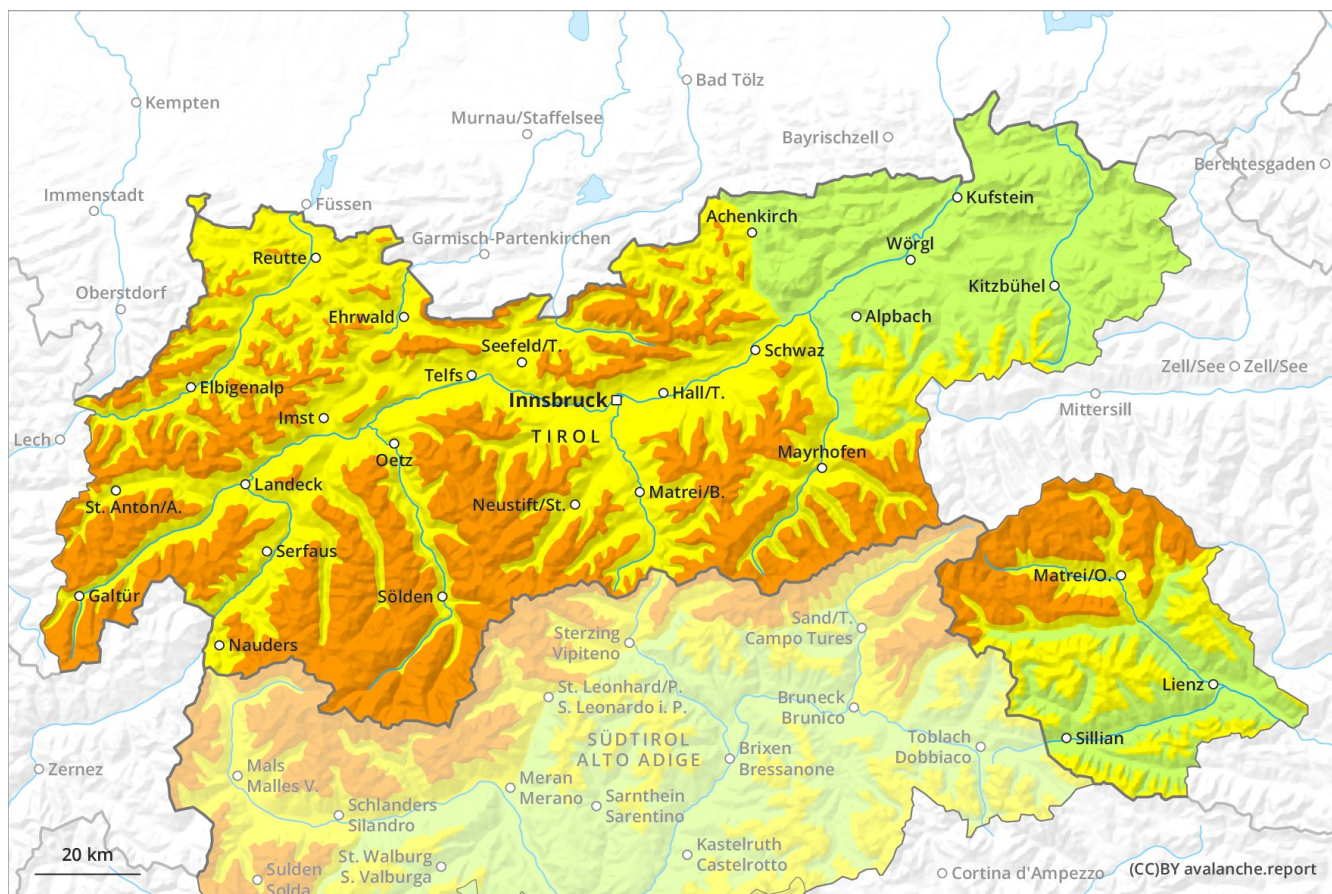 Bad Tölz
Kempten
Murnau/Staffelsee
Bayrischzell
Berchtesgaden
Immenstadt
Füssen
Kufstein
Achenkirch
Garmisch-Partenkirchen
Wörgl
Reutte
Oberstdorf
Kitzbühel
Ehrwald
Alpbach
Seefeld/T.
Schwaz
Telfs
Zell/See
Zell/See
Elbigenalp
Hall/T.
Innsbruck
Mittersill
Imst
Lech
TIROL
Oetz
Mayrhofen
Landeck
Matrei/B.
St. Anton/A.
Neustift/St.
Serfaus
Matrei/O.
Galtür
Sölden
Sand/T.
Campo Tures
Sterzing
Vipiteno
Nauders
Lienz
St. Leonhard/P.
S. Leonardo i. P.
Bruneck
Brunico
SÜDTIROL
ALTO ADIGE
Toblach
Dobbiaco
Sillian
Brixen
Bressanone
Zernez
Mals
Malles V.
Meran
Merano
Sarnthein
Sarentino
Schlanders
Silandro
Kastelruth
Castelrotto
20 km
St. Walburg
S. Valburga
Sulden
Solda
Cortina d'Ampezzo
(CC)BY avalanche.report